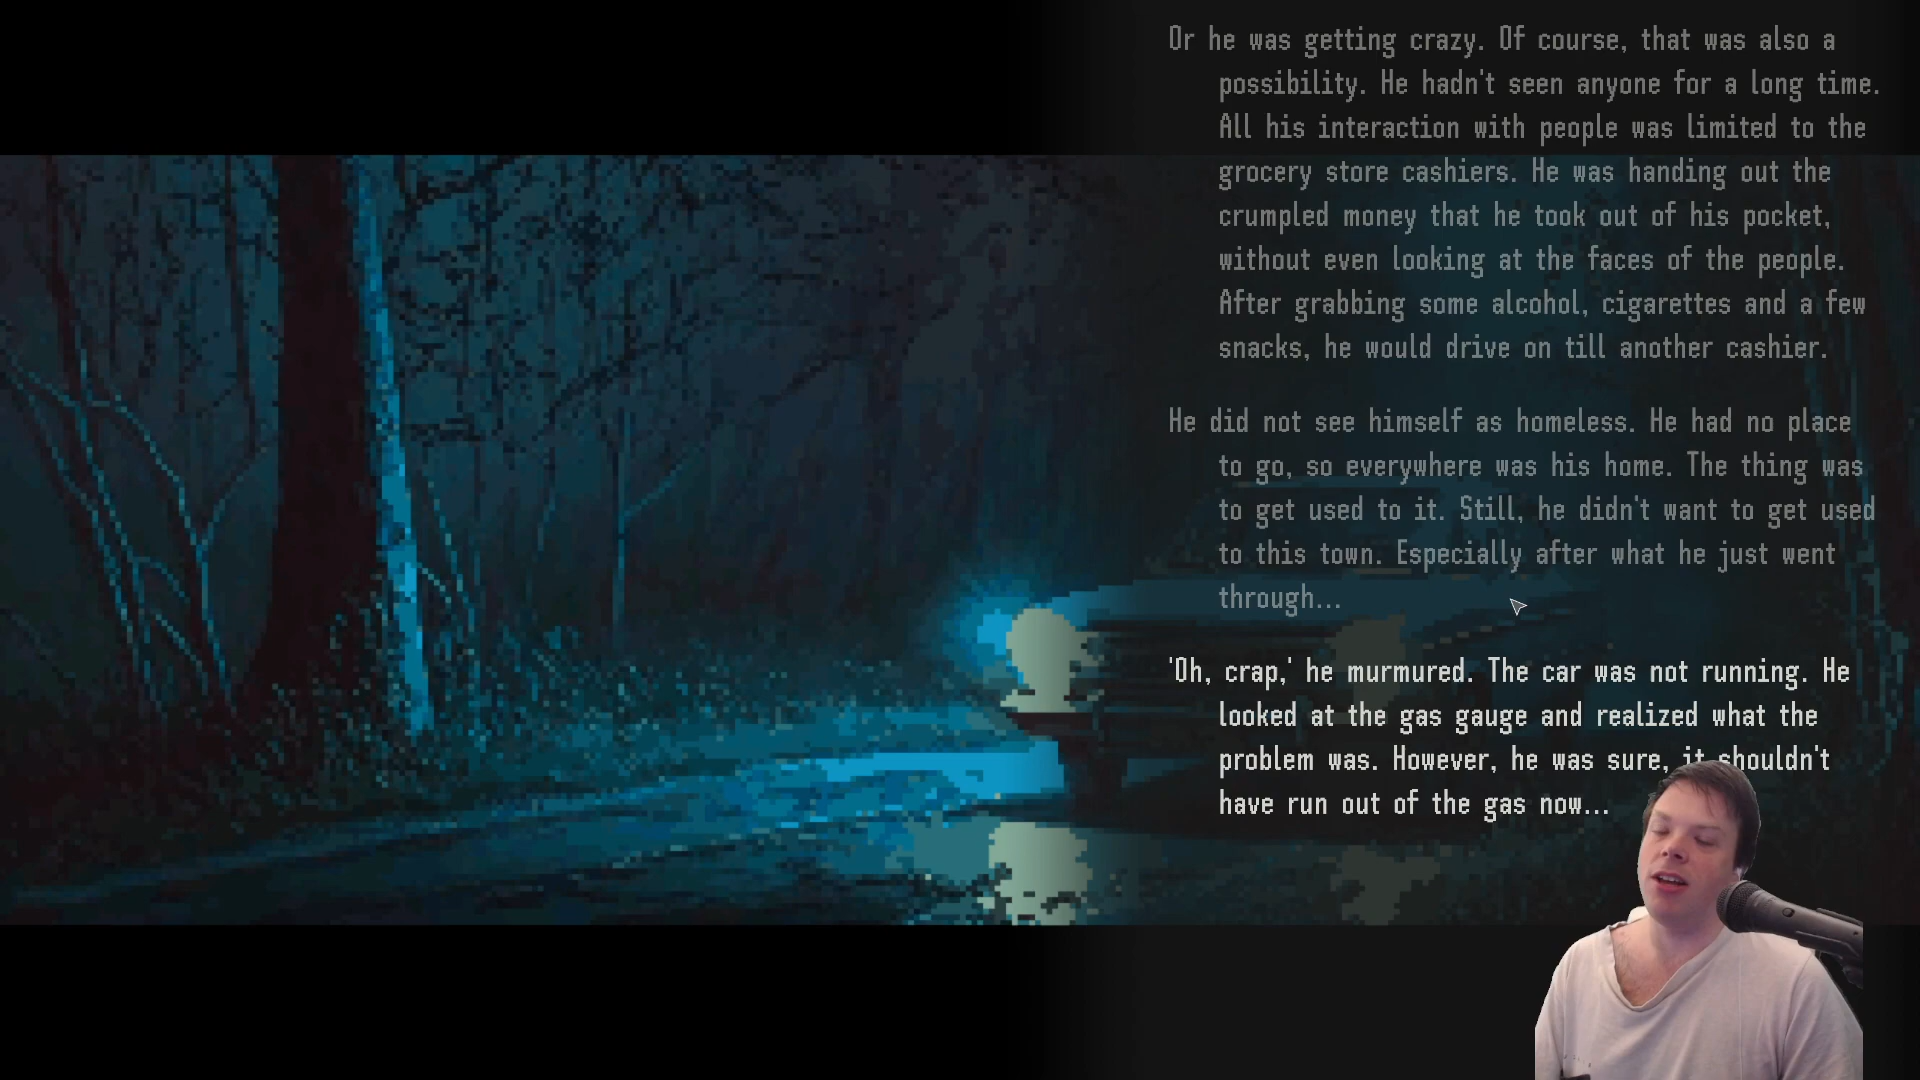 Or he was getting crazy. Of course, that was also a
possibility. He hadn't seen anyone for a long time.
All his interaction with people was limited to the
grocery store cashiers. He was handing out the
crumpled money that he took out of his pocket,
without even looking at the faces of the people.
After grabbing some alcohol, cigarettes and a few
snacks, he would drive on till another cashier.
He did not see himself as homeless. He had no place
to go, so everywhere was his home. The thing was
to get used to it. Still, he didn't want to get used
to this town. Especially after what he just went
through...
'Oh, crap,' he murmured. The car was not running. He
looked at the gas gauge and realized what the
problem was. However, he was sure, it shouldn't
have run out of the gas now...